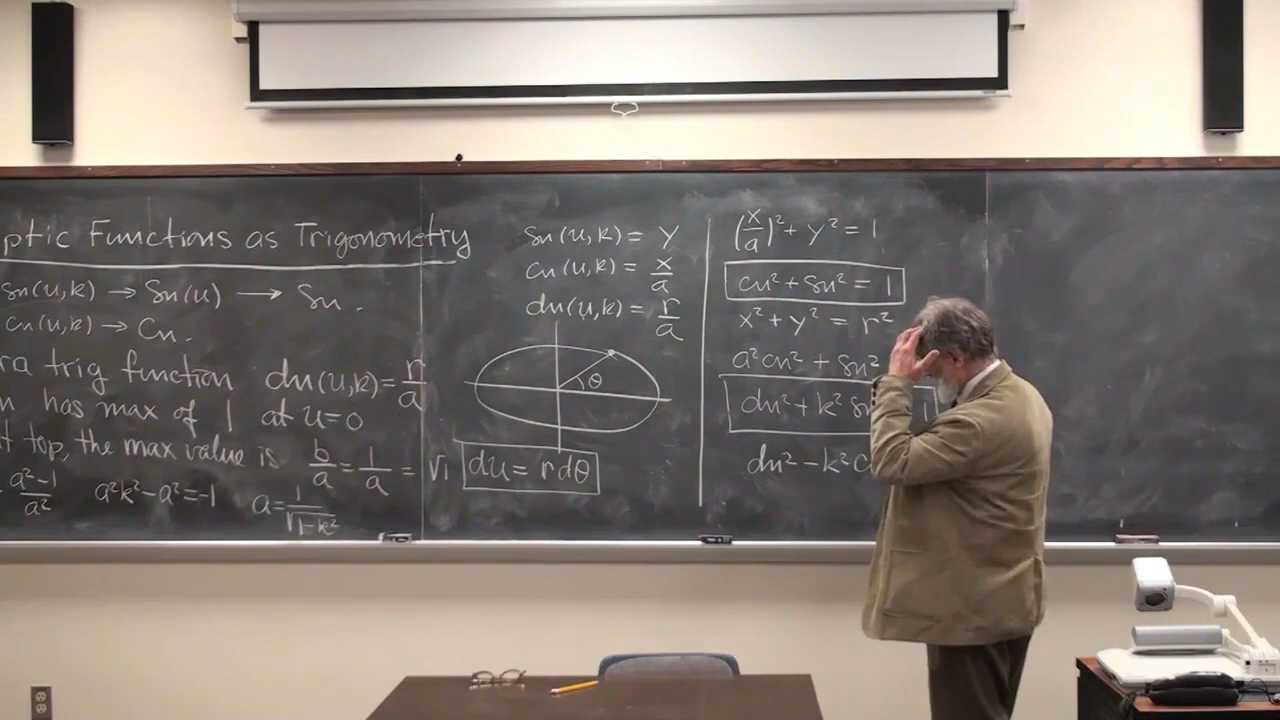 ptic Functions as Trigonometry
Sn(u,k) → Sn(u) → Sn.
Cn(u,k) → Cn.
ra trig function dn(u,k) = r/a
n has max of 1 at u=0
t top, the max value is b/a = 1/a = √1
a²-1/a² a²k²-a²=-1 a = 1/√1-k²
Sn(u,k) = y
Cn(u,k) = x/a
dn(u,k) = r/a
θ
du = rdθ
(x/a)² + y² = 1
cn² + sn² = 1
x² + y² = r²
a²cn² + sn²
dn² + k² sn
dn² - k² c